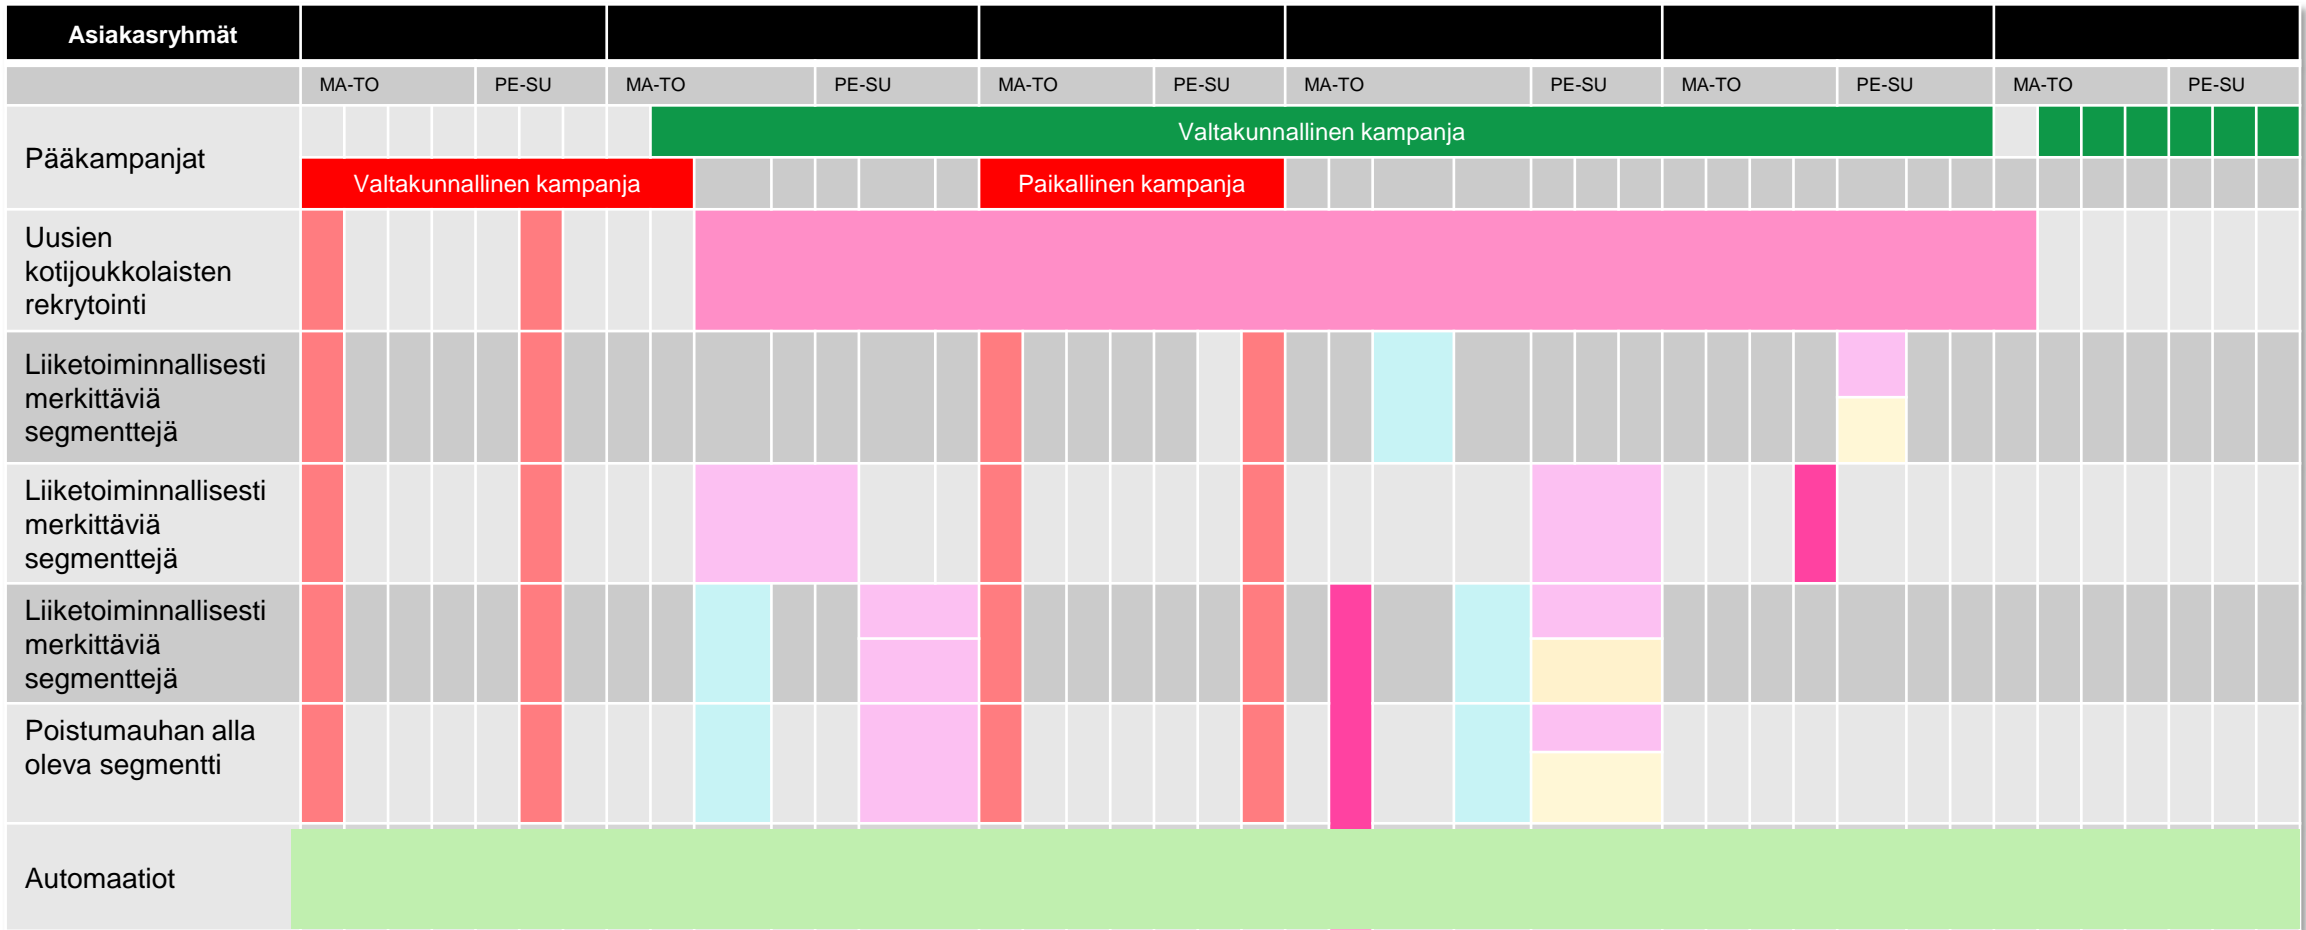 Asiakasryhmät
MA-TO PE-SU MA-TO PE-SU MA-TO PE-SU MA-TO PE-SU MA-TO PE-SU MA-TO PE-SU
Pääkampanjat
Valtakunnallinen kampanja
Valtakunnallinen kampanja
Paikallinen kampanja
Uusien
kotijoukkolaisten
rekrytointi
Liiketoiminnallisesti
merkittäviä
segmenttejä
Liiketoiminnallisesti
merkittäviä
segmenttejä
Liiketoiminnallisesti
merkittäviä
segmenttejä
Poistumauhan alla
oleva segmentti
Automaatiot